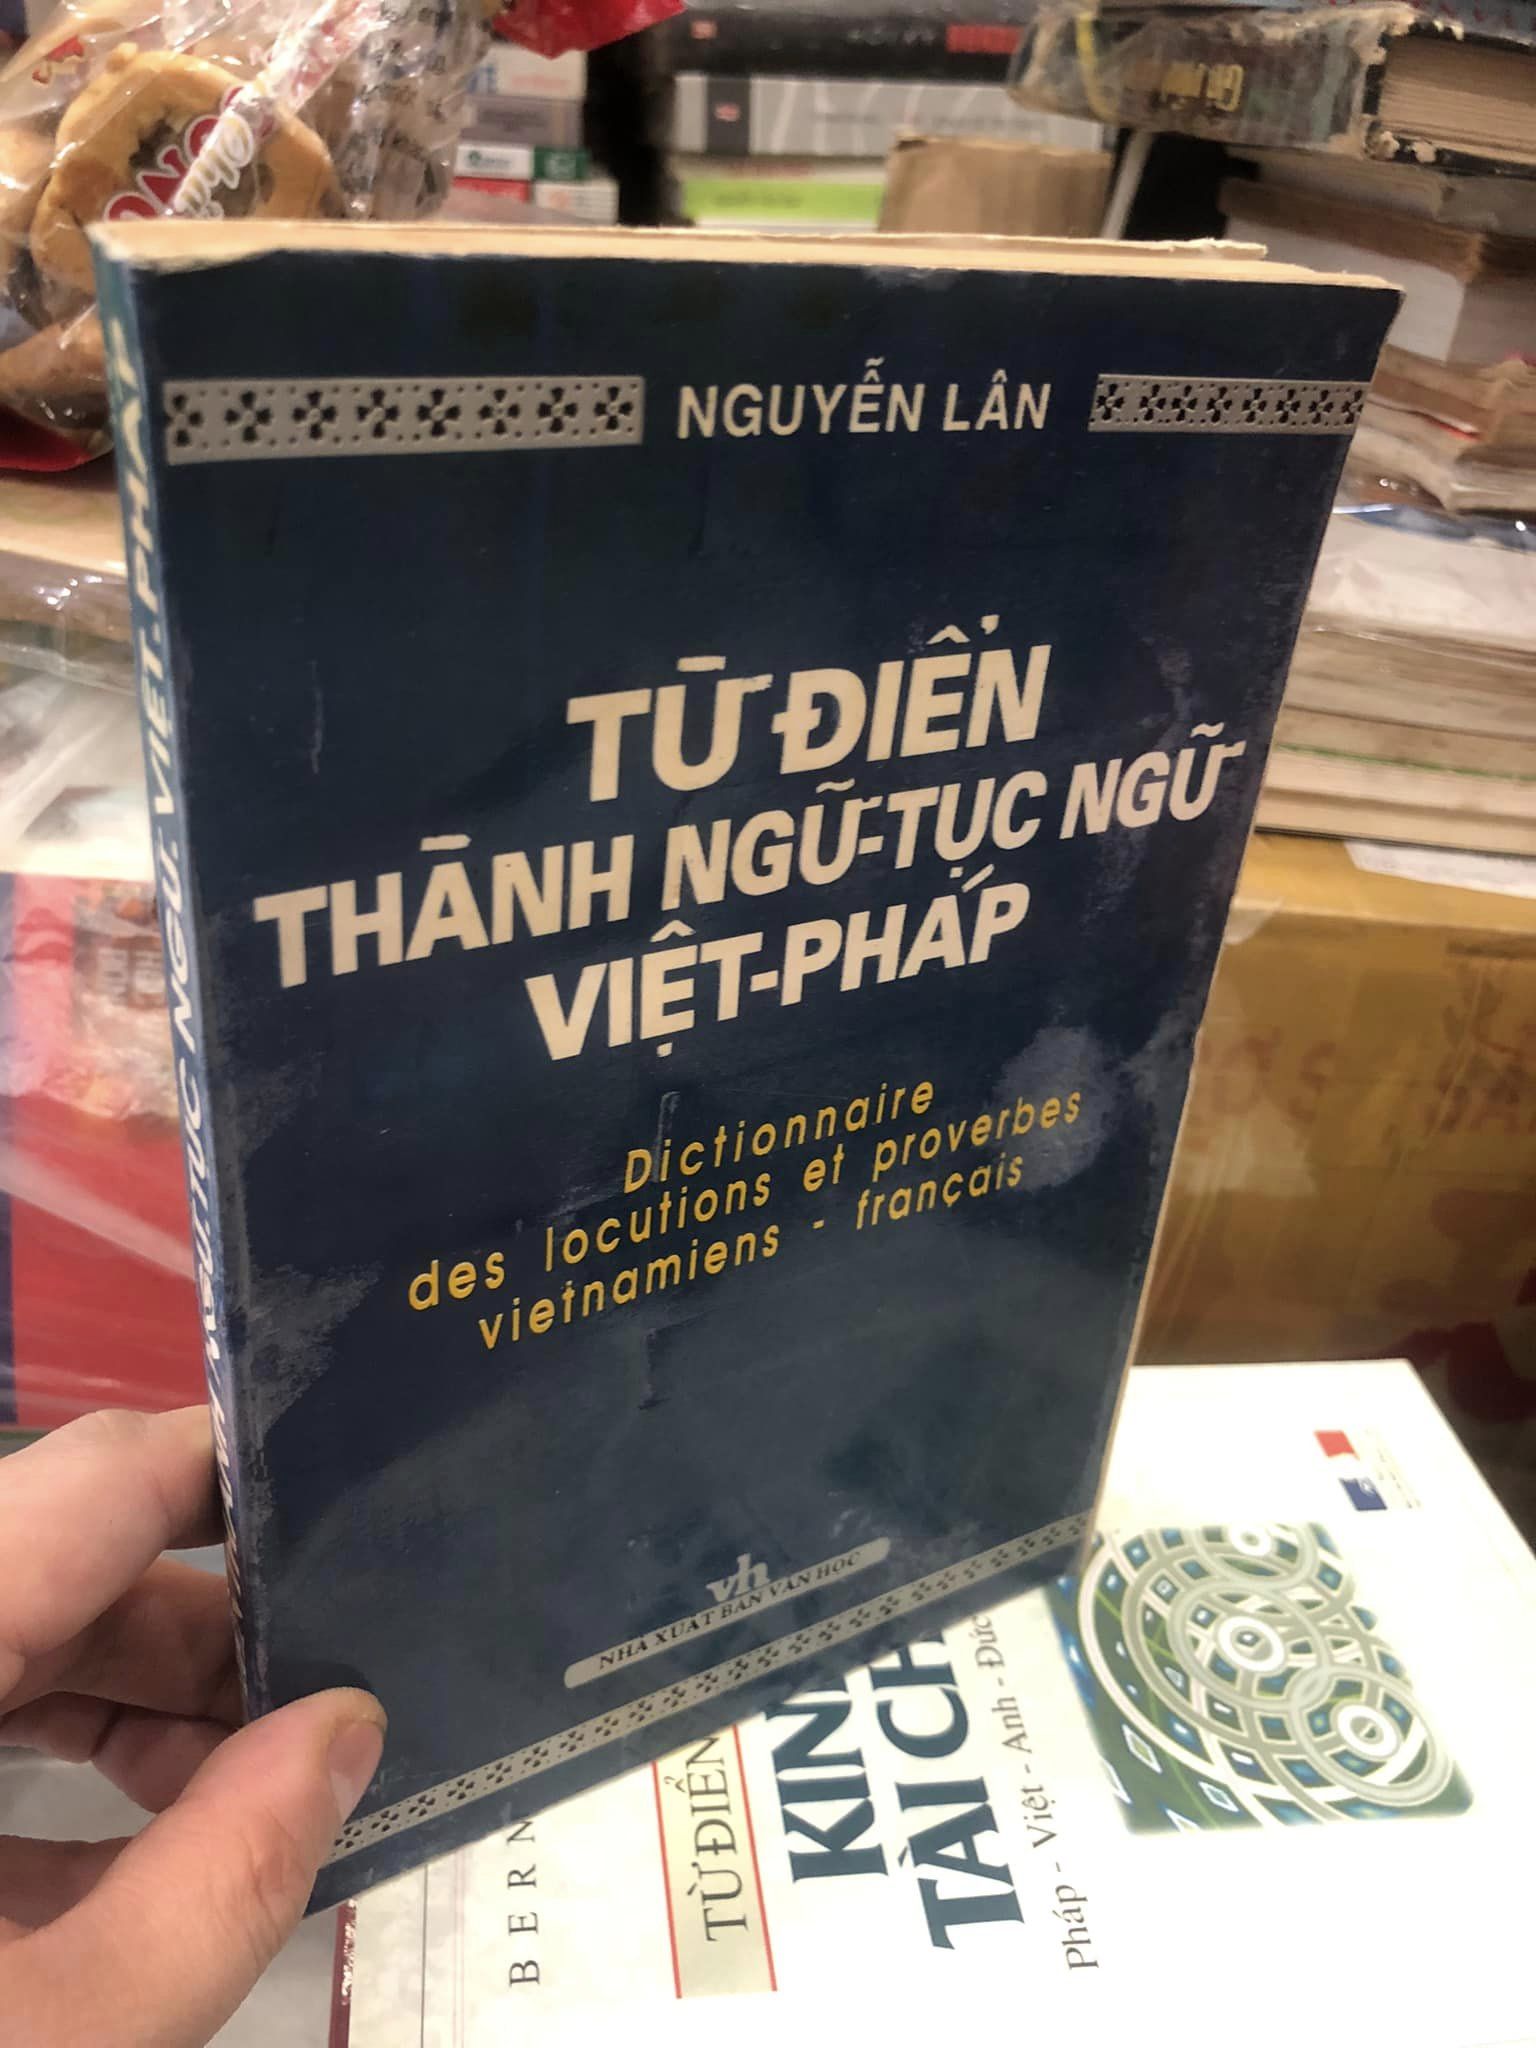 NGUYỄN LÂN
TỪ ĐIỂN
THÀNH NGỮ-TỤC NGỮ
VIỆT-PHÁP
Dictionnaire
des locutions et proverbes
vietnamiens - français
vh
NHÀ XUẤT BẢN VĂN HỌC
NGỮ-TỤC NGỮ-VIỆT-PHÁP
BERN
TỪ ĐIỂN
KIN
TÀI CH
Pháp - Việt - Anh - Đức